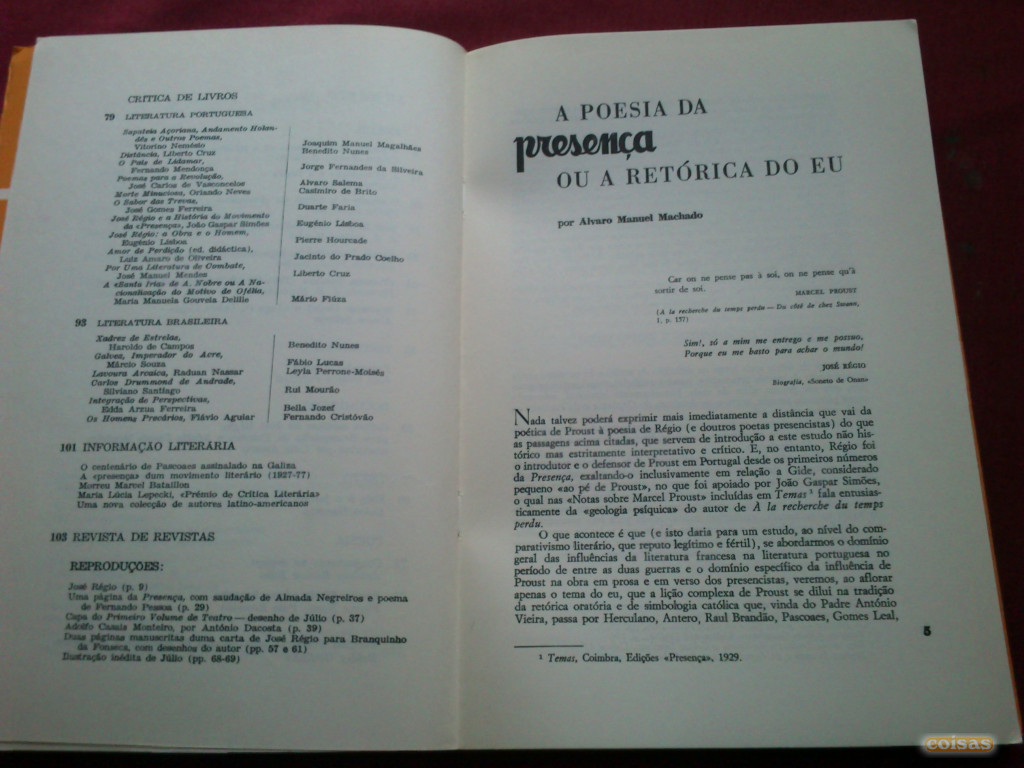 CRITICA DE LIVROS
79 LITERATURA PORTUGUESA
Sapateia Açoriana, Andamento Holan-
dês e Outros Poemas,
Vitorino Nemésio
Joaquim Manuel Magalhães
Distância, Liberto Cruz
Benedito Nunes
O País de Lidamar,
Fernando Mendonça
Jorge Fernandes da Silveira
Poemas para a Revolução,
José Carlos de Vasconcelos
Alvaro Salema
Morte Minuciosa, Orlando Neves
Casimiro de Brito
O Sabor das Trevas,
José Gomes Ferreira
Duarte Faria
José Régio e a História do Movimento
da «Presença», João Gaspar Simões
Eugénio Lisboa
José Régio: a Obra e o Homem,
Eugénio Lisboa
Pierre Hourcade
Amor de Perdição (ed. didáctica),
Luis Amaro de Oliveira
Jacinto do Prado Coelho
Por Uma Literatura de Combate,
José Manuel Mendes
Liberto Cruz
A «Santa Iria» de A. Nobre ou A Na-
cionalização do Motivo de Ofélia,
Maria Manuela Gouveia Delille
Mário Fiúza
93 LITERATURA BRASILEIRA
Xadrez de Estrelas,
Haroldo de Campos
Benedito Nunes
Galvez, Imperador do Acre,
Márcio Souza
Fábio Lucas
Lavoura Arcaica, Raduan Nassar
Leyla Perrone-Moisés
Carlos Drummond de Andrade,
Silviano Santiago
Rui Mourão
Integração de Perspectivas,
Edda Arzua Ferreira
Bella Jozef
Os Homens Precários, Flávio Aguiar
Fernando Cristóvão
101 INFORMAÇÃO LITERÁRIA
O centenário de Pascoaes assinalado na Galiza
A «presença» dum movimento literário (1927-77)
Morreu Marcel Bataillon
Maria Lúcia Lepecki, «Prémio de Crítica Literária»
Uma nova colecção de autores latino-americanos
103 REVISTA DE REVISTAS
REPRODUÇÕES:
José Régio (p. 9)
Uma página da Presença, com saudação de Almada Negreiros e poema
de Fernando Pessoa (p. 29)
Capa do Primeiro Volume de Teatro — desenho de Júlio (p. 37)
Adolfo Casais Monteiro, por António Dacosta (p. 39)
Duas páginas manuscritas duma carta de José Régio para Branquinho
da Fonseca, com desenhos do autor (pp. 57 e 61)
Ilustração inédita de Júlio (pp. 68-69)
A POESIA DA
presença
OU A RETÓRICA DO EU
por Alvaro Manuel Machado
Car on ne pense pas à soi, on ne pense qu'à
sortir de soi.
MARCEL PROUST
(A la recherche du temps perdu — Du côté de chez Swann,
1, p. 157)
Sim!, só a mim me entrego e me possuo,
Porque eu me basto para achar o mundo!
JOSÉ RÉGIO
Biografia, «Soneto de Onan»
Nada talvez poderá exprimir mais imediatamente a distância que vai da
poética de Proust à poesia de Régio (e doutros poetas presencistas) do que
as passagens acima citadas, que servem de introdução a este estudo não his-
tórico mas estritamente interpretativo e crítico. E, no entanto, Régio foi
o introdutor e o defensor de Proust em Portugal desde os primeiros números
da Presença, exaltando-o inclusivamente em relação a Gide, considerado
pequeno «ao pé de Proust», no que foi apoiado por João Gaspar Simões,
o qual nas «Notas sobre Marcel Proust» incluídas em Temas ¹ fala entusias-
ticamente da «geologia psíquica» do autor de A la recherche du temps
perdu.
O que acontece é que (e isto daria para um estudo, ao nível do com-
parativismo literário, que reputo legítimo e fértil), se abordarmos o domínio
geral das influências da literatura francesa na literatura portuguesa no
período de entre as duas guerras e o domínio específico da influência de
Proust na obra em prosa e em verso dos presencistas, veremos, ao aflorar
apenas o tema do eu, que a lição complexa de Proust se dilui na tradição
da retórica oratória e de simbologia católica que, vinda do Padre António
Vieira, passa por Herculano, Antero, Raul Brandão, Pascoaes, Gomes Leal,
5
¹ Temas, Coimbra, Edições «Presença», 1929.
coisas